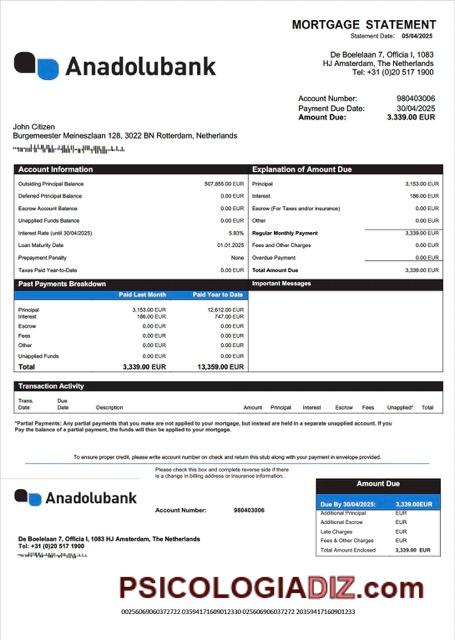 MORTGAGE STATEMENT
Statement Date: 05/04/2025
Anadolubank
De Boelelaan 7, Officia I, 1083
HJ Amsterdam, The Netherlands
Tel: +31 (0)20 517 1900
Account Number: 980403006
Payment Due Date: 30/04/2025
Amount Due: 3.339.00 EUR
John Citizen
Burgemeester Meineszlaan 128, 3022 BN Rotterdam, Netherlands
Account Information
Outsiding Principal Balance 507,855.00 EUR
Deferred Principal Balance 0.00 EUR
Escrow Account Balance 0.00 EUR
Unapplied Funds Balance 0.00 EUR
Interest Rate (until 30/04/2025) 5.93%
Loan Maturity Date 01.01.2025
Prepayment Penalty None
Taxes Paid Year-to-Date 0.00 EUR
Explanation of Amount Due
Principal 3,153.00 EUR
Interest 186.00 EUR
Escrow (For Taxes and/or insurance) 0.00 EUR
Other 0.00 EUR
Regular Monthly Payment 3,339.00 EUR
Fees and Other Charges 0.00 EUR
Overdue Payment 0.00 EUR
Total Amount Due 3,339.00 EUR
Past Payments Breakdown
Paid Last Month Paid Year to Date
Principal 3,153.00 EUR 12,612.00 EUR
Interest 186.00 EUR 747.00 EUR
Escrow 0.00 EUR 0.00 EUR
Fees 0.00 EUR 0.00 EUR
Other 0.00 EUR 0.00 EUR
Unapplied Funds 0.00 EUR 0.00 EUR
Total 3,339.00 EUR 13,359.00 EUR
Important Messages
Transaction Activity
Trans. Date Due Date Description Amount Principal Interest Escrow Fees Unapplied* Total
*Partial Payments: Any partial payments that you make are not applied to your mortgage, but instead are held in a separate unapplied account. If you
Pay the balance of a partial payment, the funds will then be applied to your mortgage.
To ensure proper credit, please write account number on check and return this stub along with your payment in envelope provided.
Please check this box and complete reverse side if there
is a change in billing address or insurance information.
Anadolubank
Account Number: 980403006
De Boelelaan 7, Officia I, 1083 HJ Amsterdam, The Netherlands
Tel: +31 (0)20 517 1900
Amount Due
Due By 30/04/2025: 3,339.00EUR
Additional Principal EUR
Additional Escrow EUR
Late Charges EUR
Fees & Other Charges EUR
Total Amount Enclosed 3,339.00 EUR
PSICOLOGIADIZ.com
00256069060372722 03594171609012330 025606906037272 20359417160901233